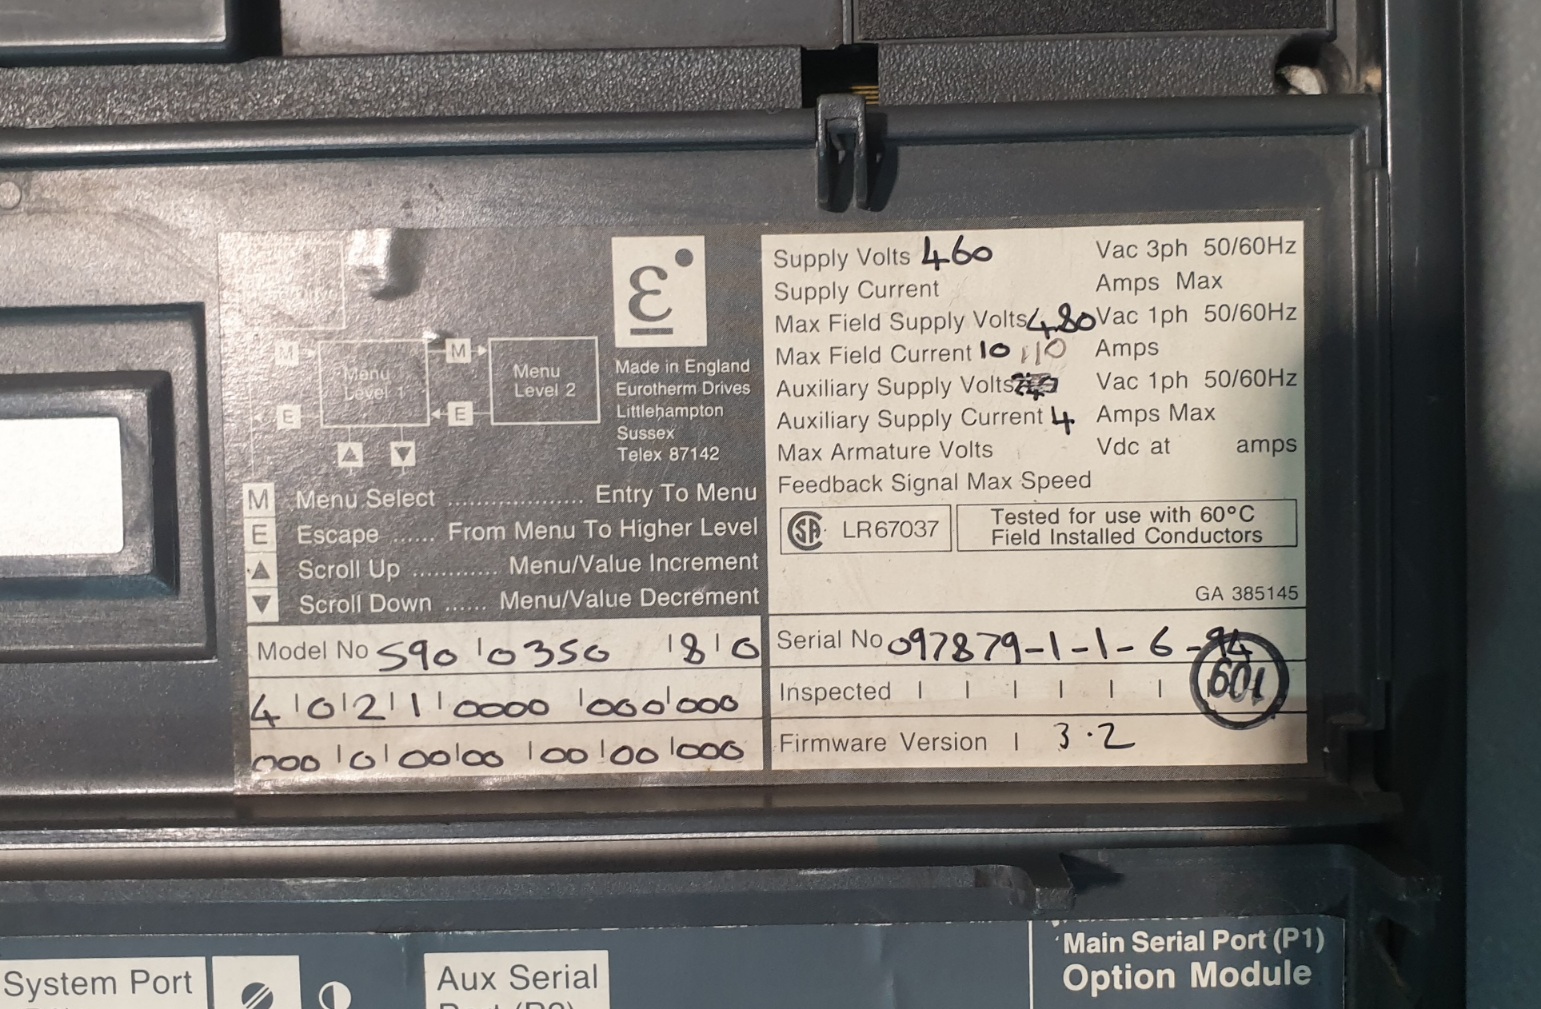 M
Menu Level 1
M
Menu Level 2
E
E
Made in England
Eurotherm Drives
Littlehampton
Sussex
Telex 87142
M Menu Select .................. Entry To Menu
E Escape ...... From Menu To Higher Level
▲ Scroll Up ............ Menu/Value Increment
▼ Scroll Down ...... Menu/Value Decrement
Model No 590 | 0350 | 8 | 0
4 | 0 | 2 | 1 | 0000 | 000 | 000
000 | 0 | 00 | 00 | 00 | 00 | 000
Supply Volts 460 Vac 3ph 50/60Hz
Supply Current Amps Max
Max Field Supply Volts 480 Vac 1ph 50/60Hz
Max Field Current 10 110 Amps
Auxiliary Supply Volts Vac 1ph 50/60Hz
Auxiliary Supply Current 4 Amps Max
Max Armature Volts Vdc at amps
Feedback Signal Max Speed
SA LR67037
Tested for use with 60°C
Field Installed Conductors
GA 385145
Serial No 097879-1-1-6-94
Inspected | | | | | |
601
Firmware Version | 3.2
System Port
Aux Serial
Port (P2)
Main Serial Port (P1)
Option Module